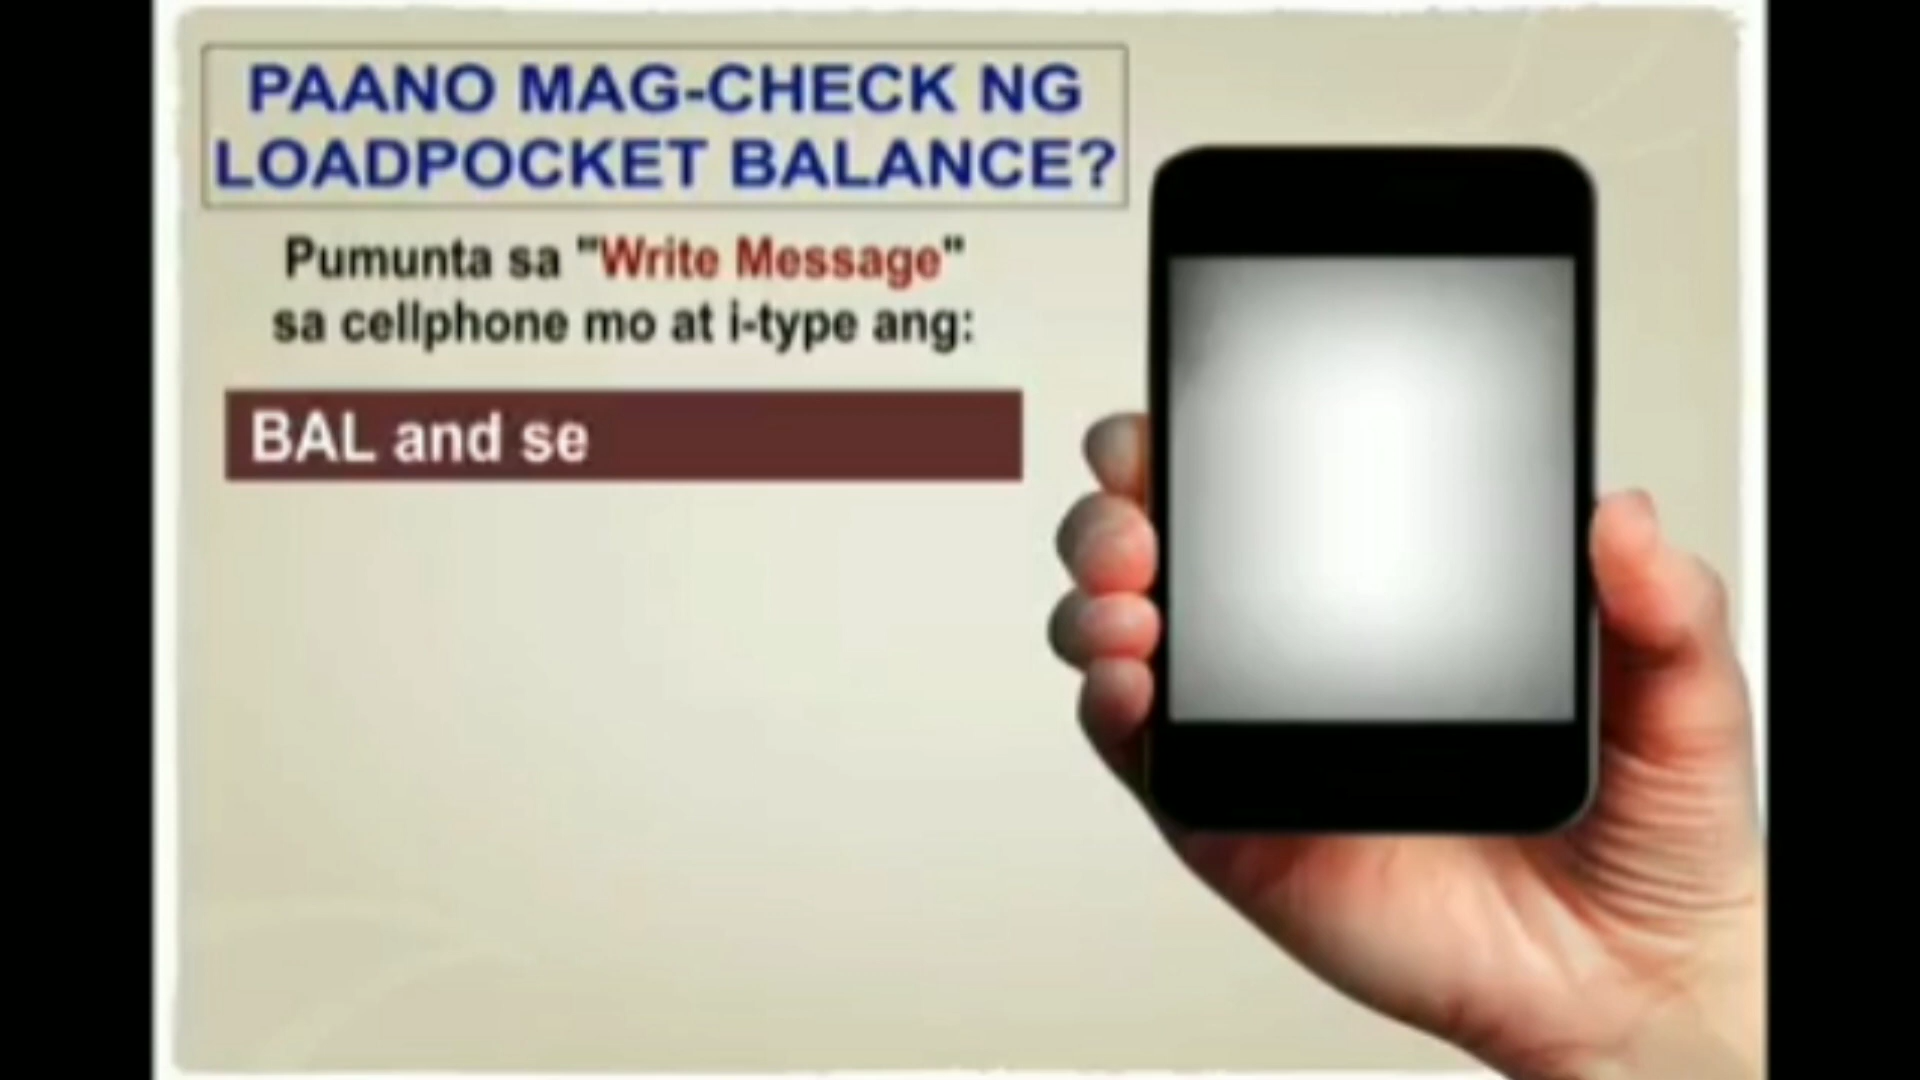 PAANO MAG-CHECK NG
LOADPOCKET BALANCE?
Pumunta sa "Write Message"
sa cellphone mo at i-type ang:
BAL and se